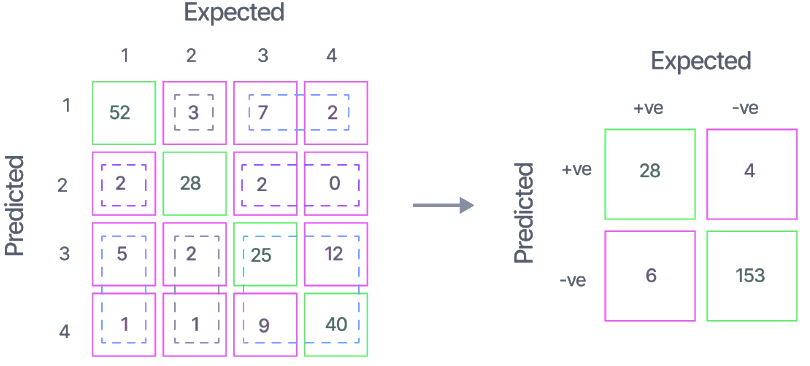 Expected
1 2 3 4
Predicted
1 52 3 7 2
2 2 28 2 0
3 5 2 25 12
4 1 1 9 40
Expected
+ve -ve
Predicted
+ve 28 4
-ve 6 153